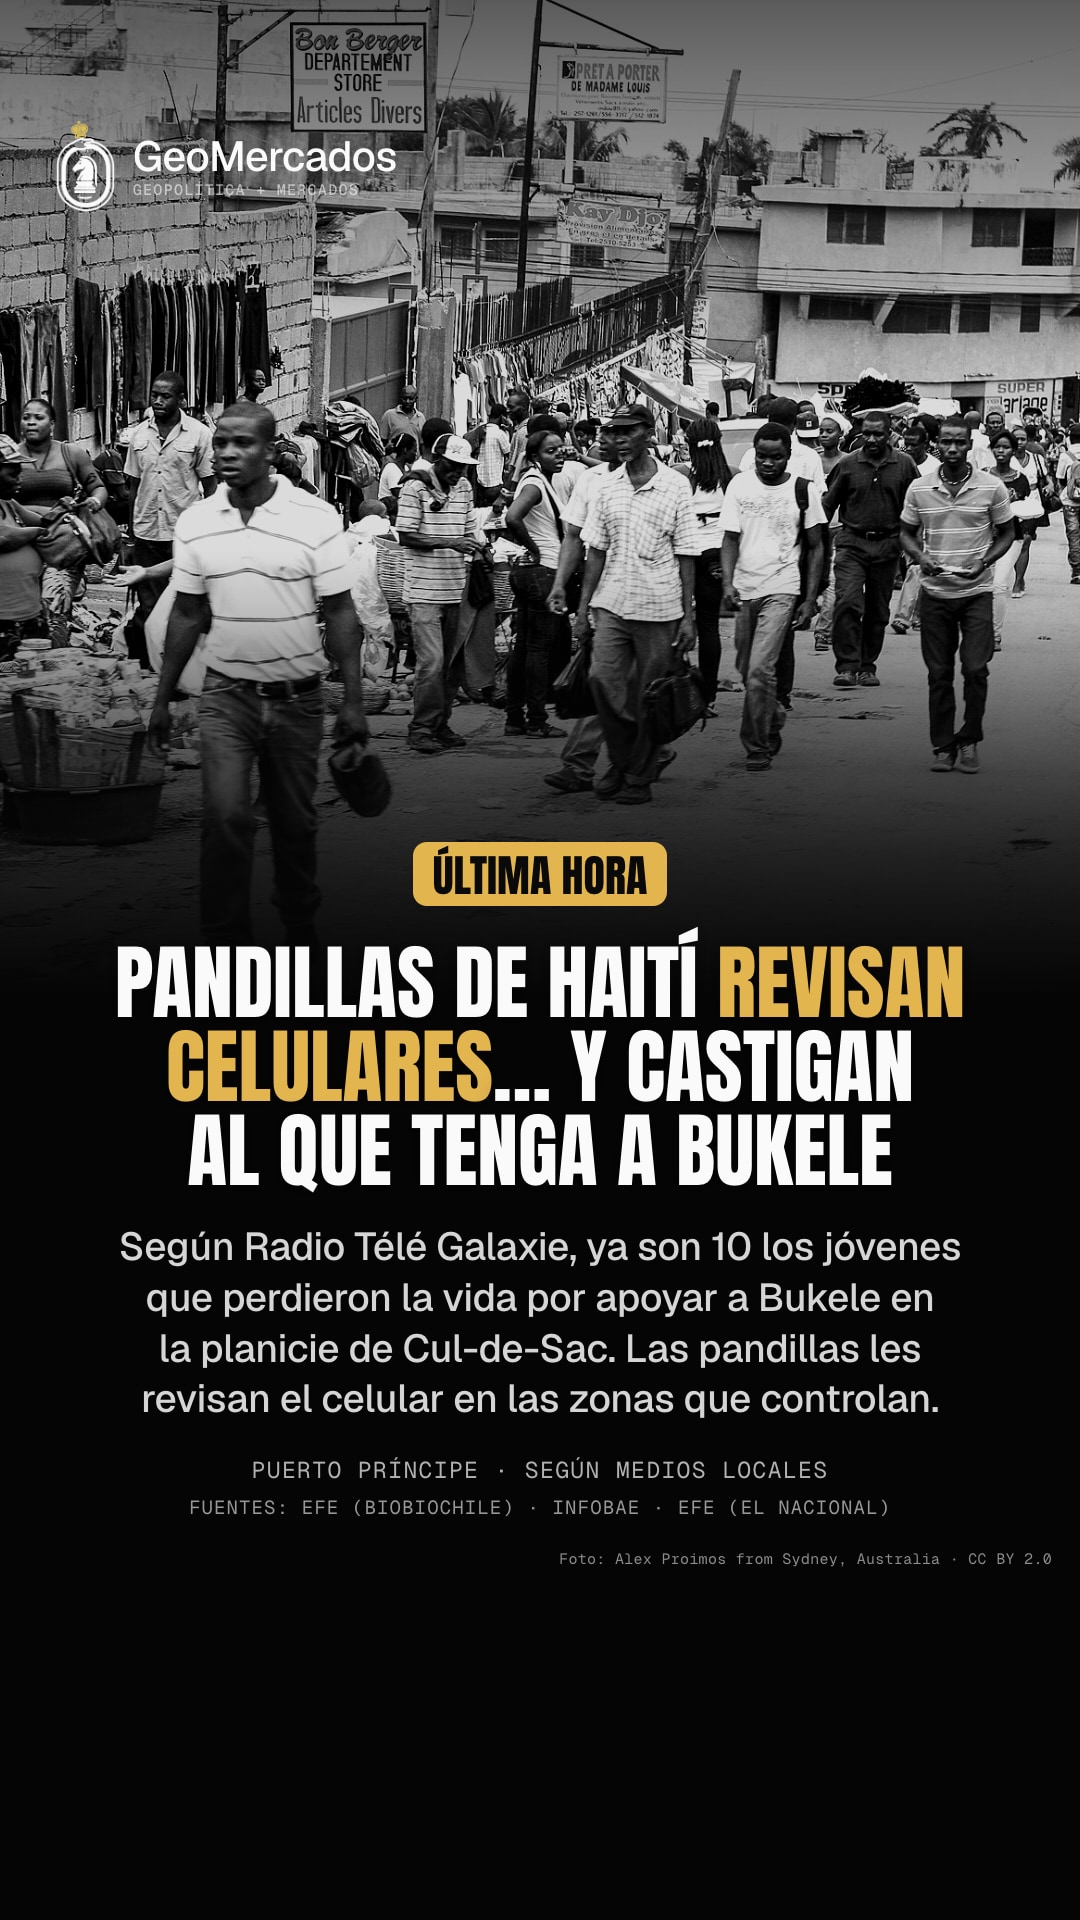 Bon Berger
DEPARTEMENT
STORE
Articles Divers
PRET A PORTER
DE MADAME LOUIS
GeoMercados
GEOPOLÍTICA + MERCADOS
Kay Djo
SUPER
PANDILLAS DE HAITÍ REVISAN
CELULARES... Y CASTIGAN
AL QUE TENGA A BUKELE
ÚLTIMA HORA
Según Radio Télé Galaxie, ya son 10 los jóvenes
que perdieron la vida por apoyar a Bukele en
la planicie de Cul-de-Sac. Las pandillas les
revisan el celular en las zonas que controlan.
PUERTO PRÍNCIPE · SEGÚN MEDIOS LOCALES
FUENTES: EFE (BIOBIOCHILE) · INFOBAE · EFE (EL NACIONAL)
Foto: Alex Proimos from Sydney, Australia · CC BY 2.0